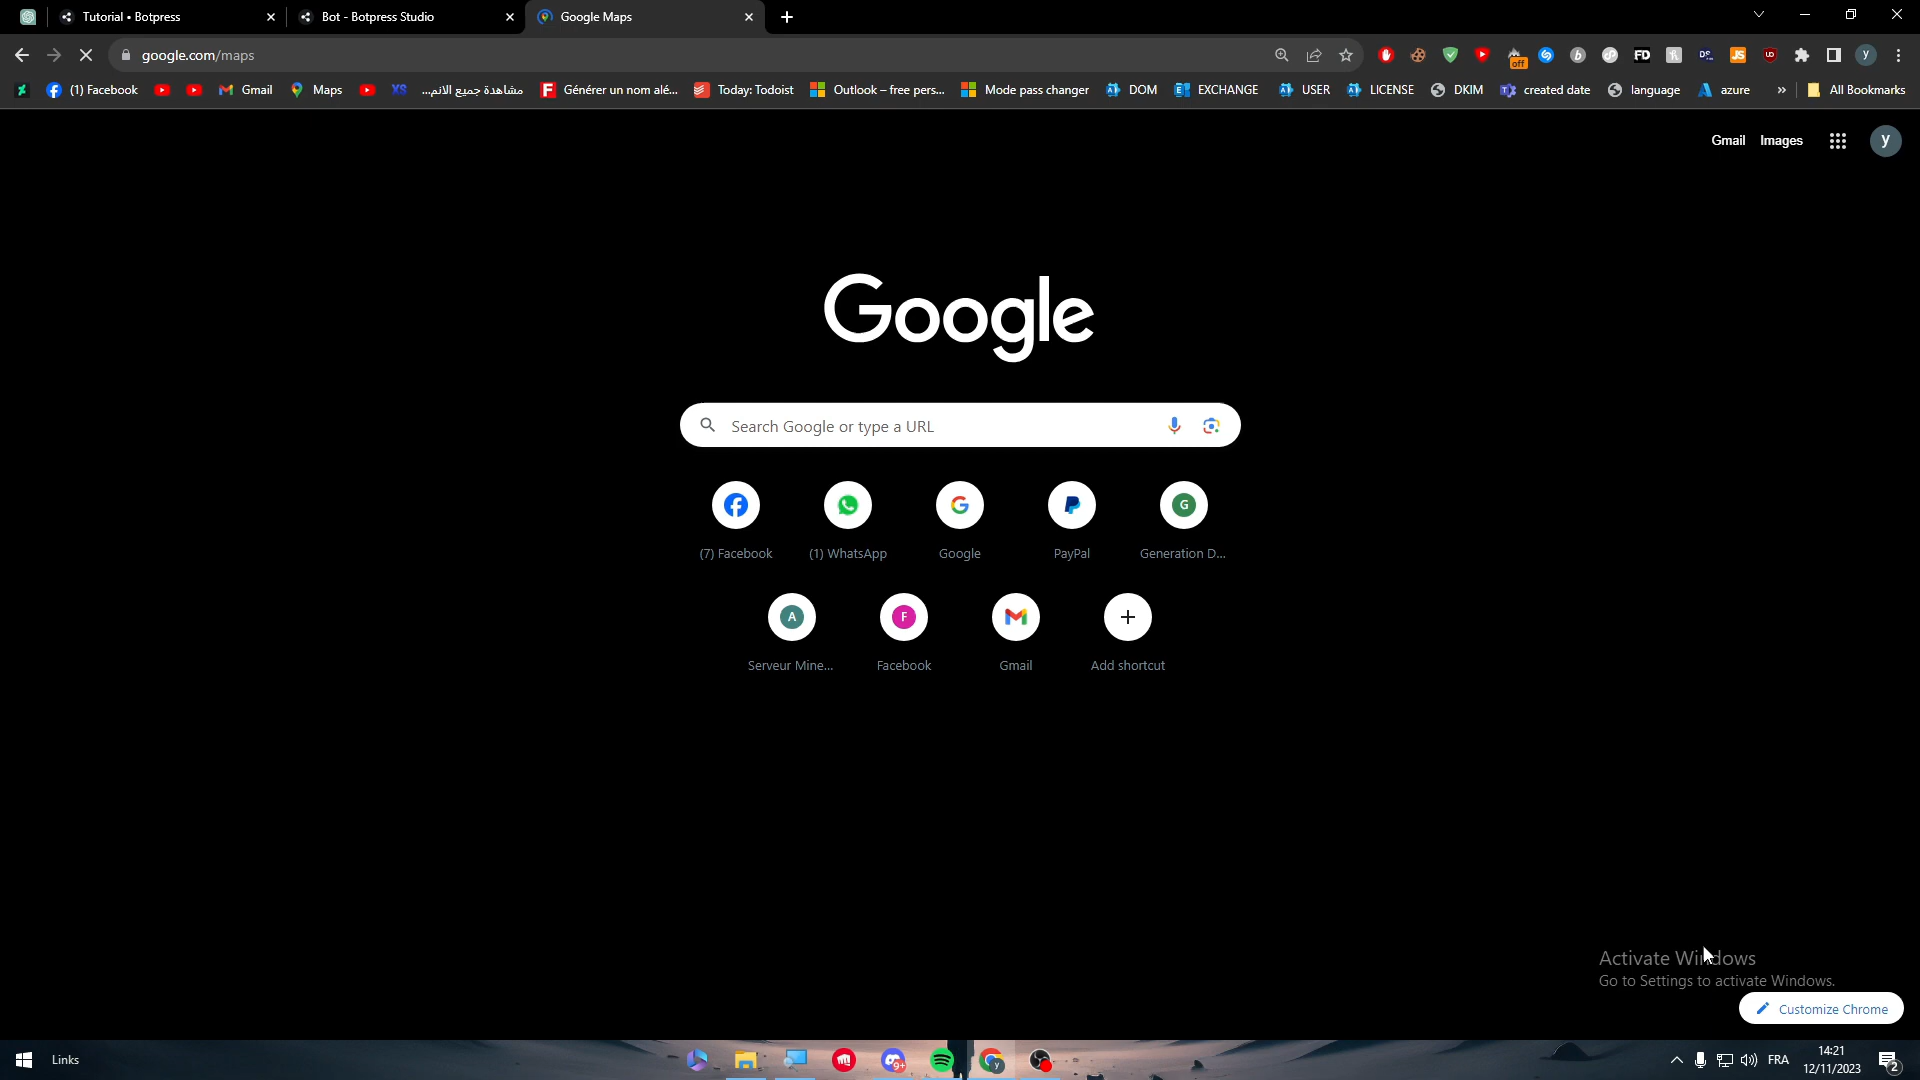 Tutorial • Botpress
Bot - Botpress Studio
Google Maps
google.com/maps
off
(1) Facebook
Gmail
Maps
مشاهدة جميع الانم...
Générer un nom alé...
Today: Todoist
Outlook – free pers...
Mode pass changer
DOM
EXCHANGE
USER
LICENSE
DKIM
created date
language
azure
»
All Bookmarks
Gmail Images
y
Google
Search Google or type a URL
(7) Facebook
(1) WhatsApp
Google
PayPal
G
Generation D...
A
Serveur Mine...
F
Facebook
Gmail
Add shortcut
Activate Windows
Go to Settings to activate Windows.
Customize Chrome
Links
9+
FRA
14:21
12/11/2023
2